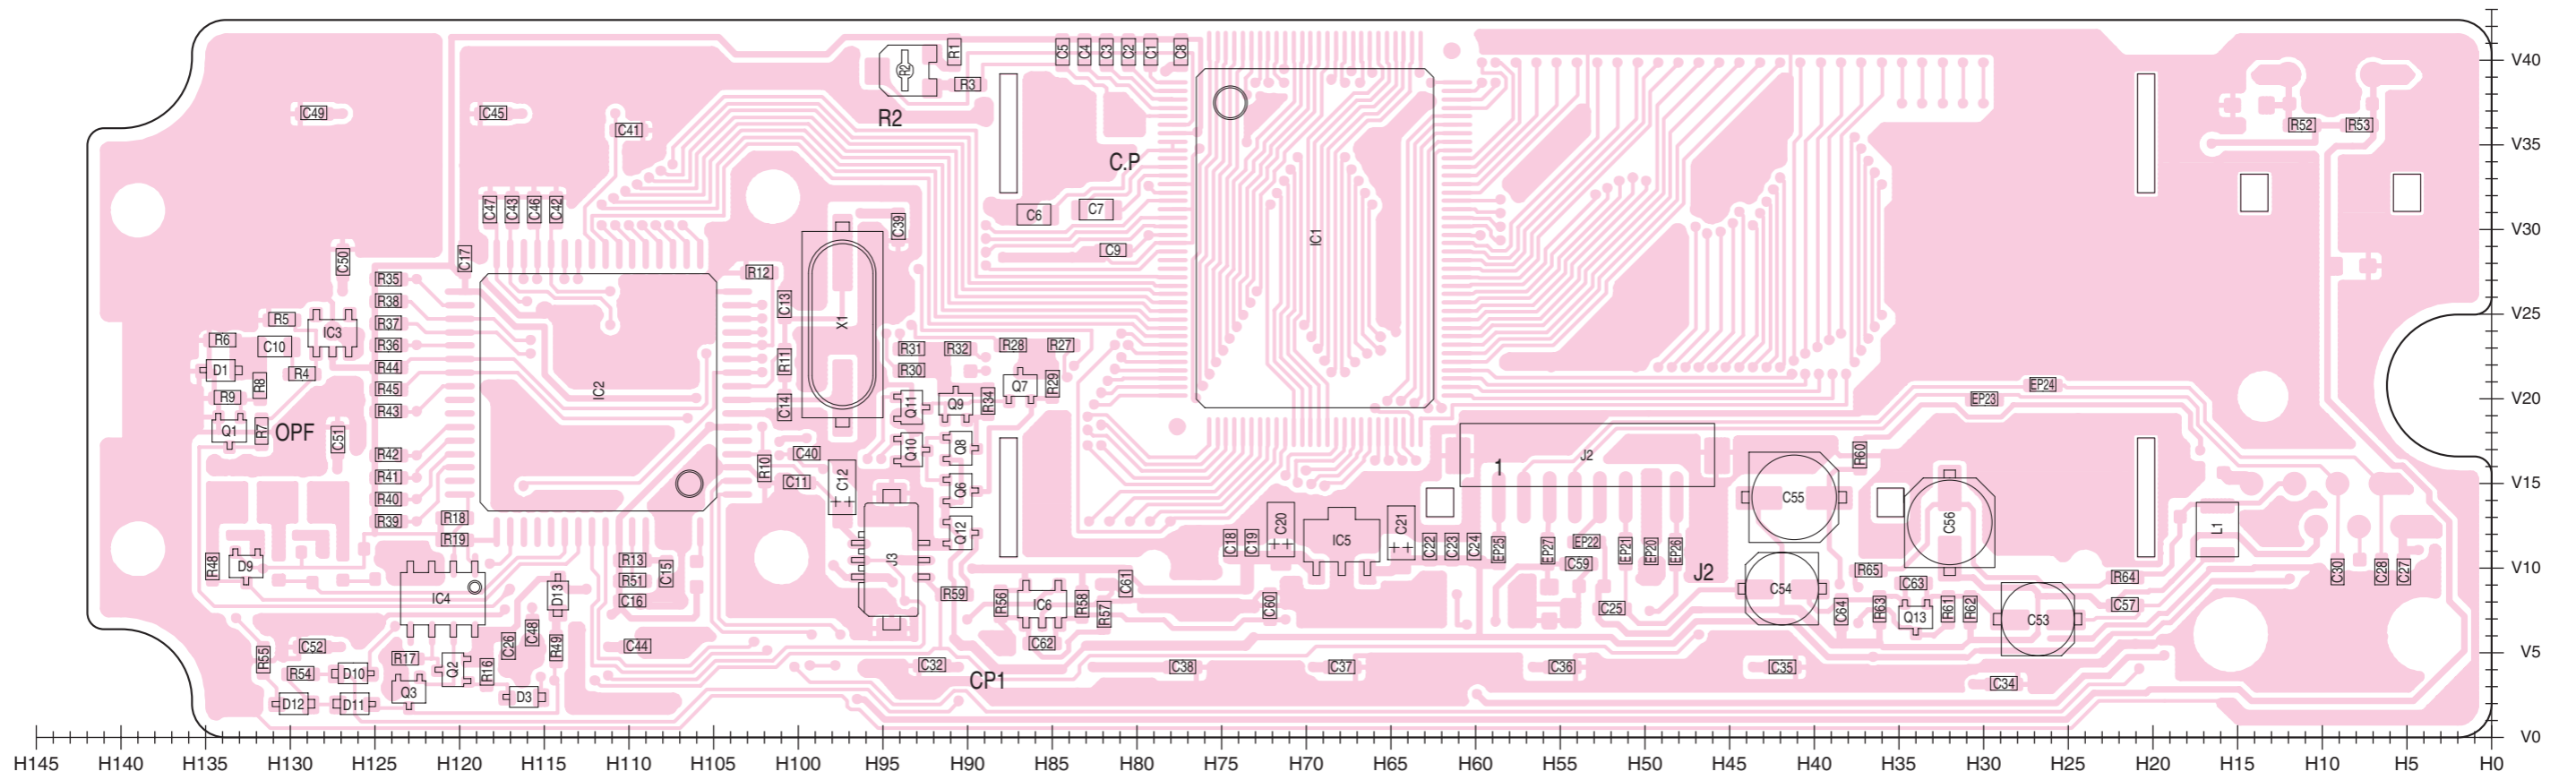 R1 C5 C4 C3 C2 C1 C8
V40
R2 R3
C49 C45 R2
C41 R52 R53
V35
C.P
C47 C43 C46 C42 C6 C7
C39 V30
C50 C17 C9 IC1
R35 R12
R38 C13
R5 R37 X1 V25
R6 IC3
C10 R36 R31 R32 R28 R27
D1 R4 R44 R11 R30
R8 R45 IC2 Q7 R29 EP24
R9 R43 C14 Q11 Q9 R34 EP23 V20
Q1 R7 OPF C51
R42 C40 Q10 Q8 J2 R60
R41 R10 C11 C12 1
R40 Q6 C55 V15
R39 R18 C20 C21 C56 L1
R19 Q12 C18 C19 IC5 C22 C23 C24 EP25 EP27 EP22 EP21 EP20 EP26
R48 D9 R13 J3 C59 J2 R65 V10
R51 C15 C61 C54 C63 R64 C30 C28 C27
IC4 D13 C16 R59 R56 IC6 R58 R57 C60 C25 C64 R63 Q13 R61 R62 C57
C53
C48
R55 C52 C26 R49 C44 C62 V5
R54 D10 R17 Q2 R16 C32 C38 C37 C36 C35
Q3 D3 CP1 C34
D12 D11
V0
H145 H140 H135 H130 H125 H120 H115 H110 H105 H100 H95 H90 H85 H80 H75 H70 H65 H60 H55 H50 H45 H40 H35 H30 H25 H20 H15 H10 H5 H0